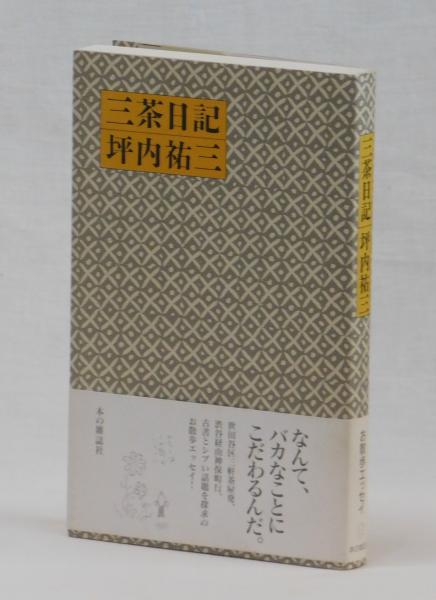 三茶日記
坪内祐三
なんて、
バカなことに
こだわるんだ。
世田谷区三軒茶屋発、
渋谷経由神保町行。
古書とシブい話題を探求の
お散歩エッセイ！
本の雑誌社
三茶日記
坪内祐三
お散歩エッセイ